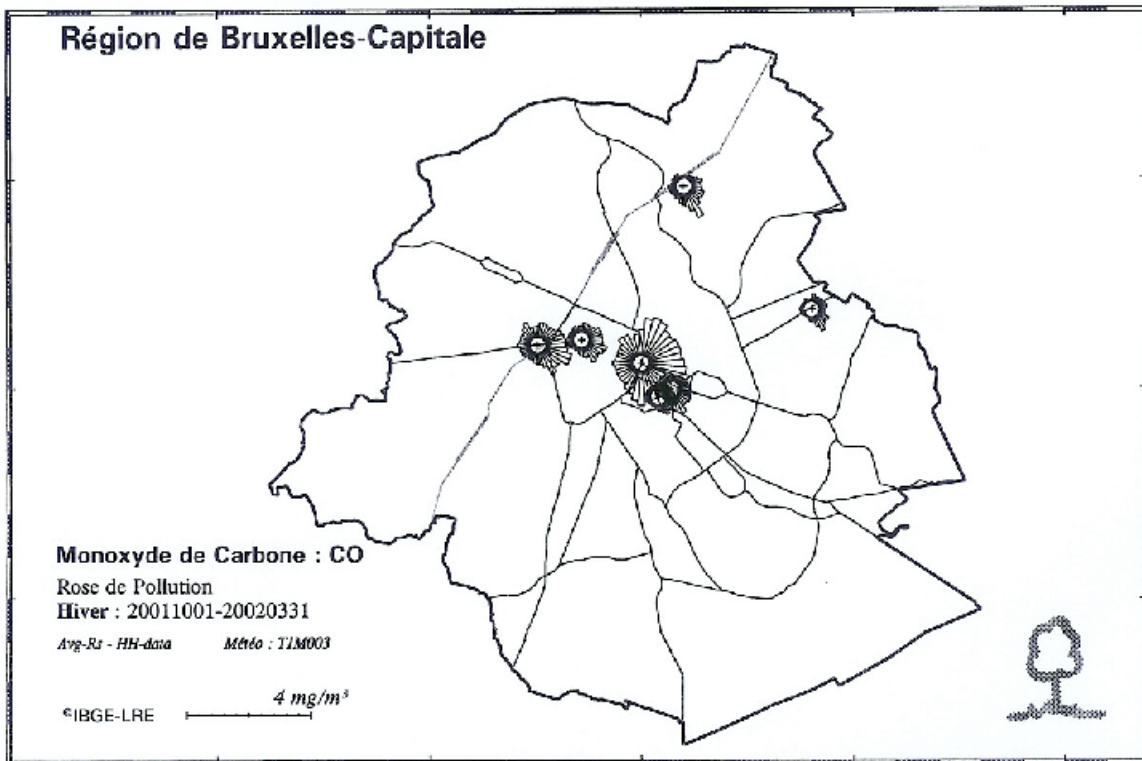 Région de Bruxelles-Capitale
Monoxyde de Carbone : CO
Rose de Pollution
Hiver : 20011001-20020331
Avg-Rs - HH-data Météo : T1M003
4 mg/m³
©IBGE-LRE